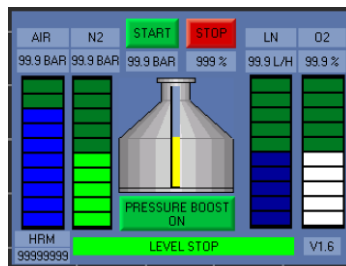 AIR N2 START STOP LN O2
99.9 BAR 99.9 BAR 99.9 BAR 999 % 99.9 L/H 99.9 %
PRESSURE BOOST
ON
HRM
99999999
LEVEL STOP
V1.6